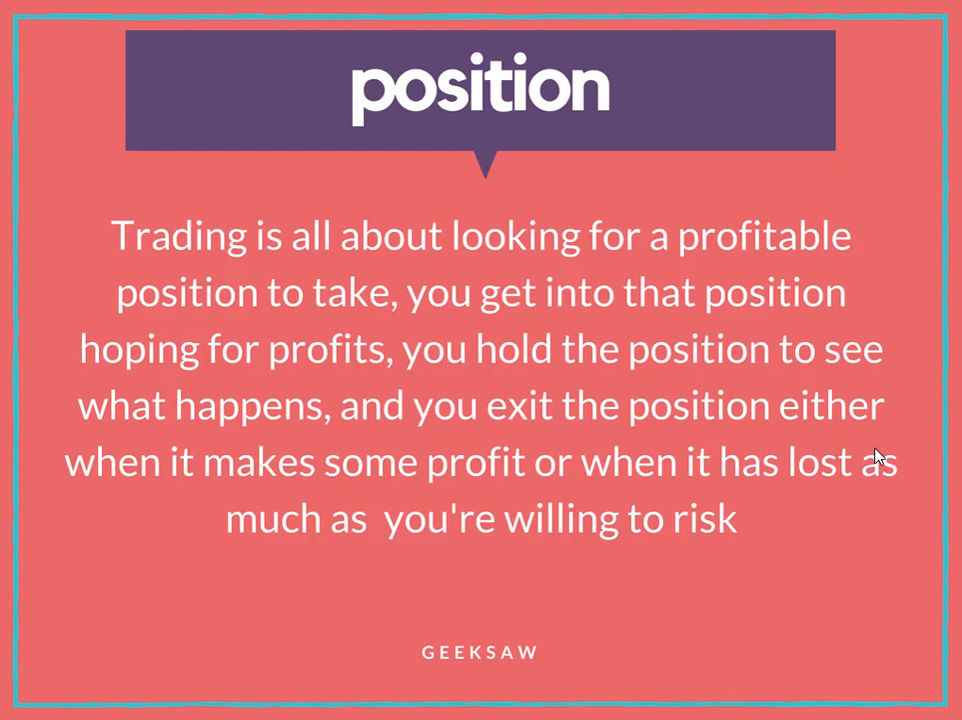 position
Trading is all about looking for a profitable
position to take, you get into that position
hoping for profits, you hold the position to see
what happens, and you exit the position either
when it makes some profit or when it has lost as
much as  you're willing to risk
GEEKSAW